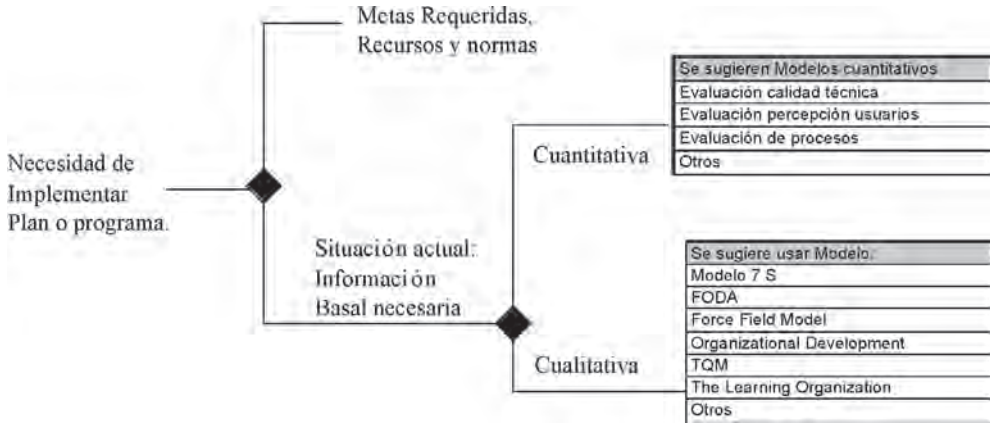 Metas Requeridas,
Recursos y normas
Necesidad de
Implementar
Plan o programa.
Situación actual:
Información
Basal necesaria
Cuantitativa
Se sugieren Modelos cuantitativos
Evaluación calidad técnica
Evaluación percepción usuarios
Evaluación de procesos
Otros
Cualitativa
Se sugiere usar Modelo:
Modelo 7 S
FODA
Force Field Model
Organizational Development
TQM
The Learning Organization
Otros